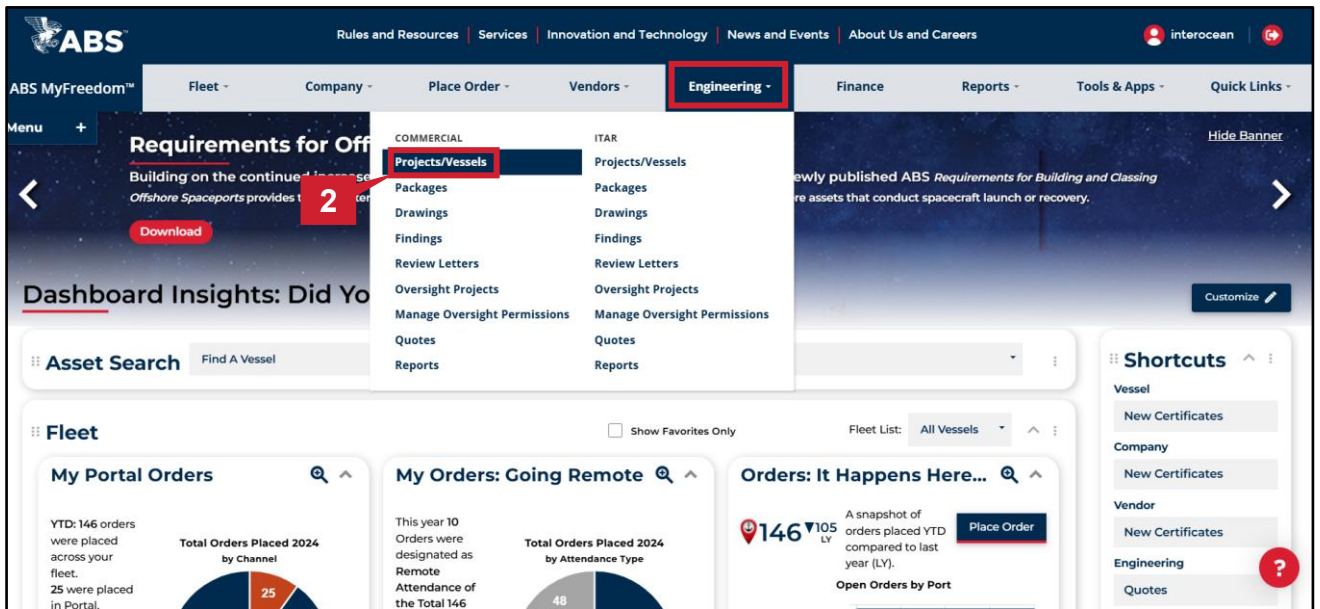 ABS
Rules and Resources | Services | Innovation and Technology | News and Events | About Us and Careers
interocean
ABS MyFreedom™
Fleet
Company
Place Order
Vendors
Engineering
Finance
Reports
Tools & Apps
Quick Links
Menu +
Requirements for Off
Hide Banner
Building on the continued increase
ewly published ABS Requirements for Building and Classing
Offshore Spaceports provides t
re assets that conduct spacecraft launch or recovery.
Download
COMMERCIAL
Projects/Vessels
Packages
Drawings
Findings
Review Letters
Oversight Projects
Manage Oversight Permissions
Quotes
Reports
ITAR
Projects/Vessels
Packages
Drawings
Findings
Review Letters
Oversight Projects
Manage Oversight Permissions
Quotes
Reports
2
Dashboard Insights: Did Yo
Customize
Asset Search
Find A Vessel
Fleet
Show Favorites Only
Fleet List:
All Vessels
My Portal Orders
YTD: 146 orders
were placed
across your
fleet.
25 were placed
in Portal.
Total Orders Placed 2024
by Channel
25
My Orders: Going Remote
This year 10
Orders were
designated as
Remote
Attendance of
the Total 146
Total Orders Placed 2024
by Attendance Type
48
Orders: It Happens Here...
146
105
LY
A snapshot of
orders placed YTD
compared to last
year (LY).
Place Order
Open Orders by Port
Shortcuts
Vessel
New Certificates
Company
New Certificates
Vendor
New Certificates
Engineering
Quotes
?